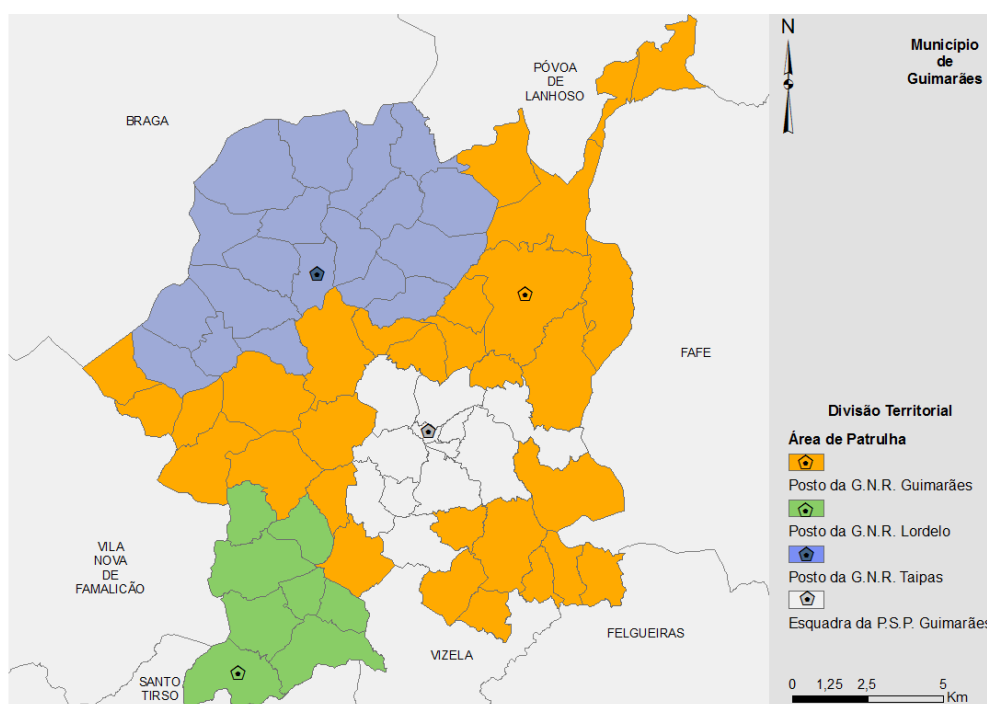 N
Município
de
Guimarães
PÓVOA
DE
LANHOSO
BRAGA
FAFE
VILA
NOVA
DE
FAMALICÃO
FELGUEIRAS
VIZELA
SANTO
TIRSO
Divisão Territorial
Área de Patrulha
Posto da G.N.R. Guimarães
Posto da G.N.R. Lordelo
Posto da G.N.R. Taipas
Esquadra da P.S.P. Guimarães
0 1,25 2,5 5
Km